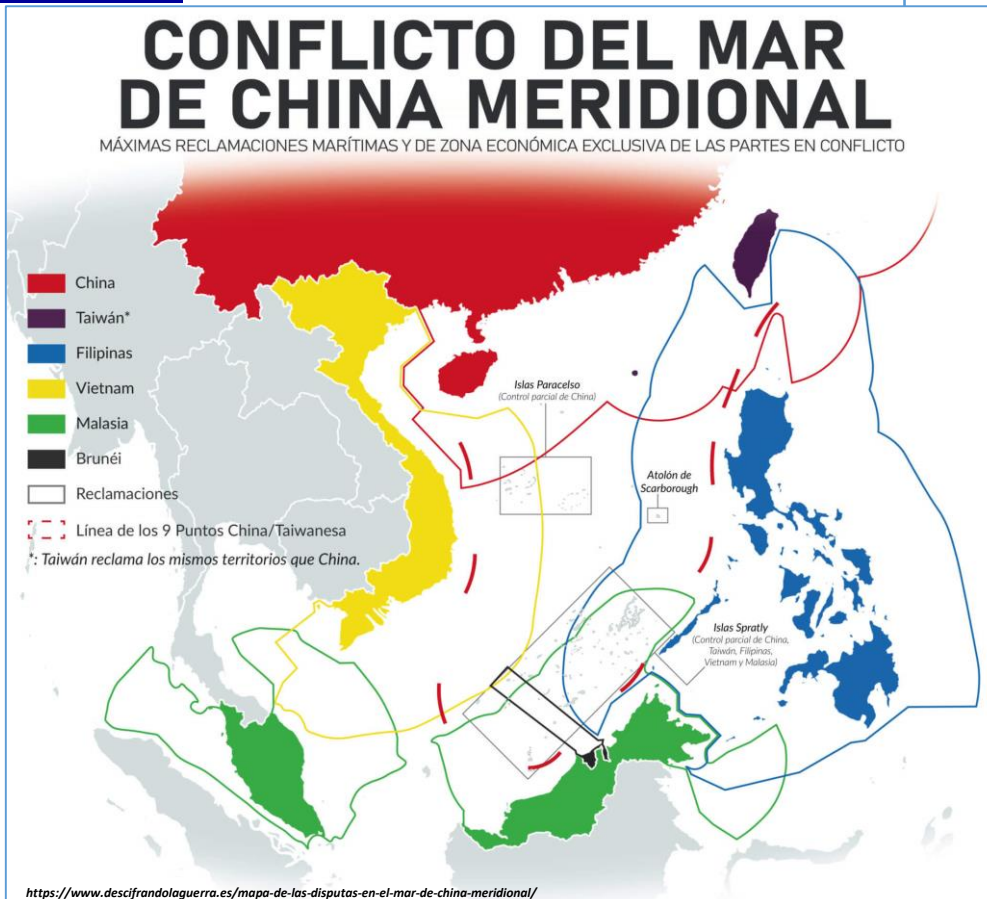 CONFLICTO DEL MAR
DE CHINA MERIDIONAL
MÁXIMAS RECLAMACIONES MARÍTIMAS Y DE ZONA ECONÓMICA EXCLUSIVA DE LAS PARTES EN CONFLICTO
China
Taiwán*
Filipinas
Vietnam
Malasia
Brunéi
Reclamaciones
Línea de los 9 Puntos China/Taiwanesa
*: Taiwán reclama los mismos territorios que China.
Islas Paracelso
(Control parcial de China)
Atolón de
Scarborough
Islas Spratly
(Control parcial de China,
Taiwán, Filipinas,
Vietnam y Malasia)
https://www.descifrandolaguerra.es/mapa-de-las-disputas-en-el-mar-de-china-meridional/